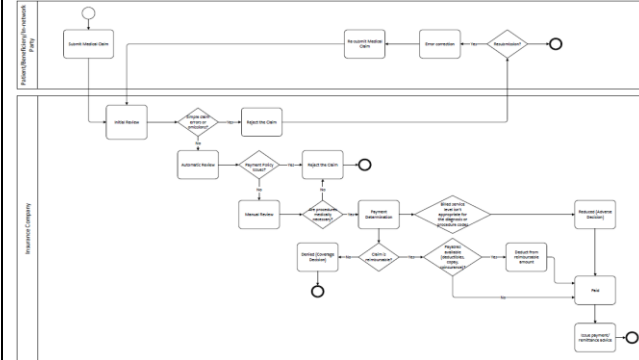 Patient/Beneficiary/In-network
Party
Submit Medical Claim
Re-submit Medical
Claim
Error correction
Yes
Resubmission?
Insurance Company
Initial Review
Simple claim
errors or
omissions?
Yes
Reject the Claim
No
Automatic Review
Payment Policy
Issues?
Yes
Reject the Claim
No
No
Manual Review
Are procedures
medically
necessary?
Yes
Payment
Determination
Billed service
level isn't
appropriate for
the diagnosis or
procedure codes
Reduced (Adverse
Decision)
Denied (Coverage
Decision)
No
Claim is
reimbursable?
Yes
Payables
available
(deductibles,
copay,
coinsurance)?
Yes
Deduct from
reimbursable
amount
No
Paid
Issue payment/
remittance advice